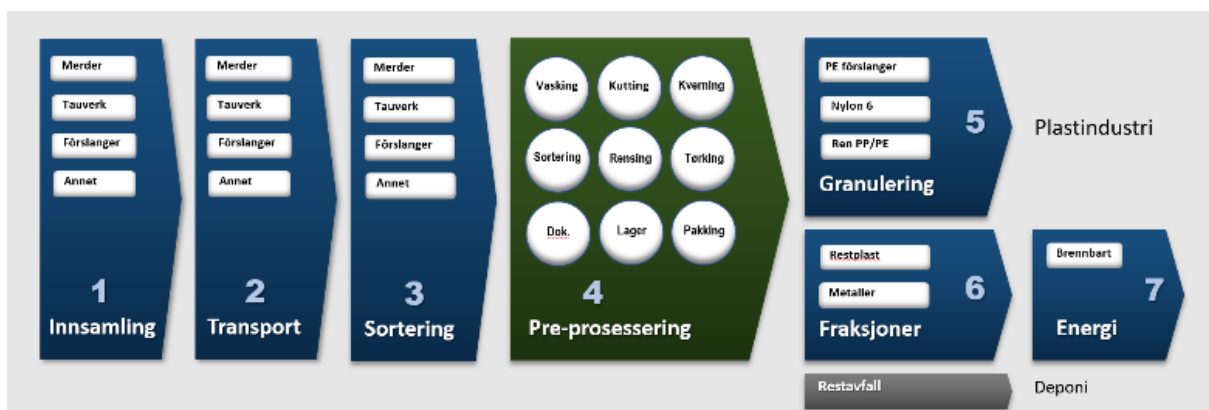 Merder
Tauverk
Fôrslanger
Annet
1
Innsamling
Merder
Tauverk
Fôrslanger
Annet
2
Transport
Merder
Tauverk
Fôrslanger
Annet
3
Sortering
Vasking
Kutting
Kverning
Sortering
Rensing
Tørking
Dok.
Lager
Pakking
4
Pre-prosessering
PE fôrslanger
Nylon 6
Ren PP/PE
5
Granulering
Plastindustri
Restplast
Metaller
6
Fraksjoner
Brennbart
7
Energi
Restavfall
Deponi